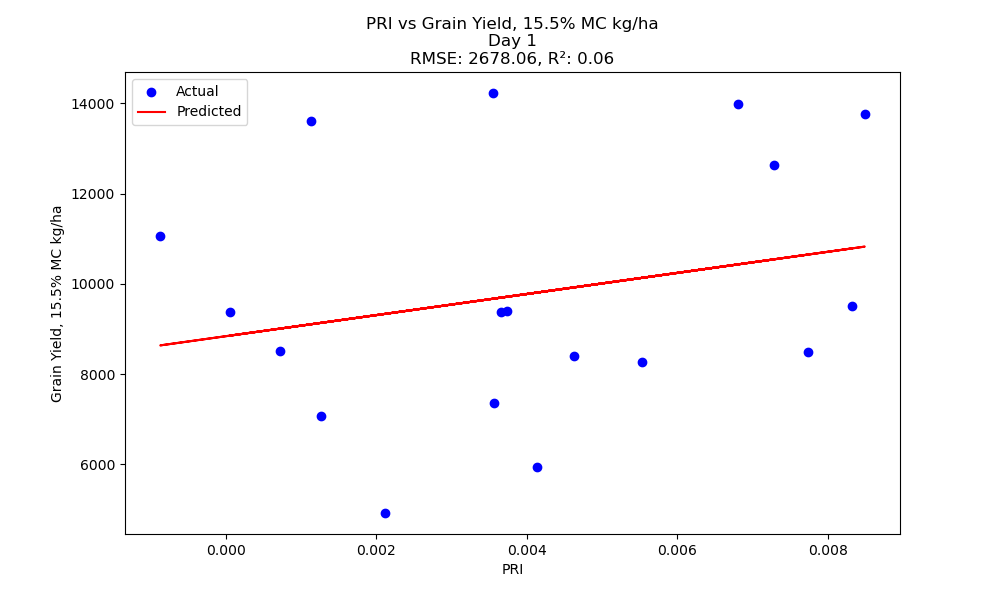 PRI vs Grain Yield, 15.5% MC kg/ha
Day 1
RMSE: 2678.06, R²: 0.06
Actual
Predicted
14000
12000
10000
8000
6000
Grain Yield, 15.5% MC kg/ha
0.000
0.002
0.004
0.006
0.008
PRI